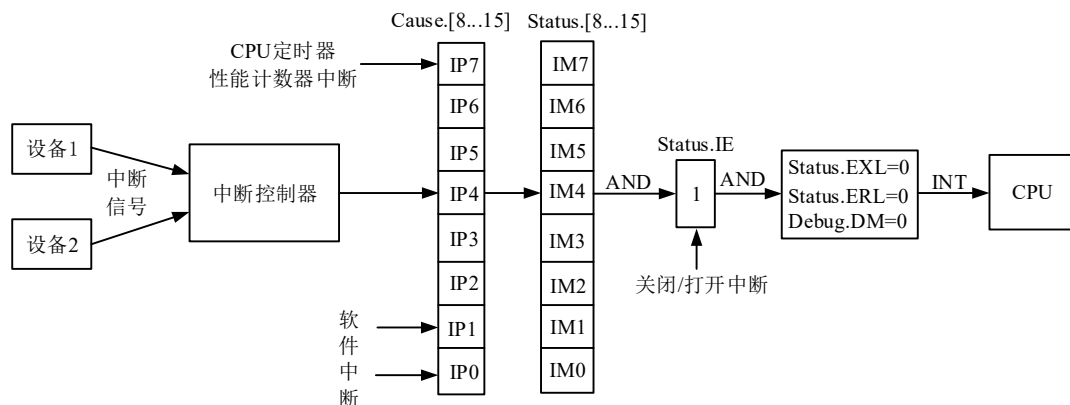 Cause.[8...15]
Status.[8...15]
CPU定时器
性能计数器中断
IP7
IP6
IP5
IP4
IP3
IP2
IP1
IP0
IM7
IM6
IM5
IM4
IM3
IM2
IM1
IM0
设备1
设备2
中断
信号
中断控制器
软
件
中
断
AND
Status.IE
1
关闭/打开中断
AND
Status.EXL=0
Status.ERL=0
Debug.DM=0
INT
CPU